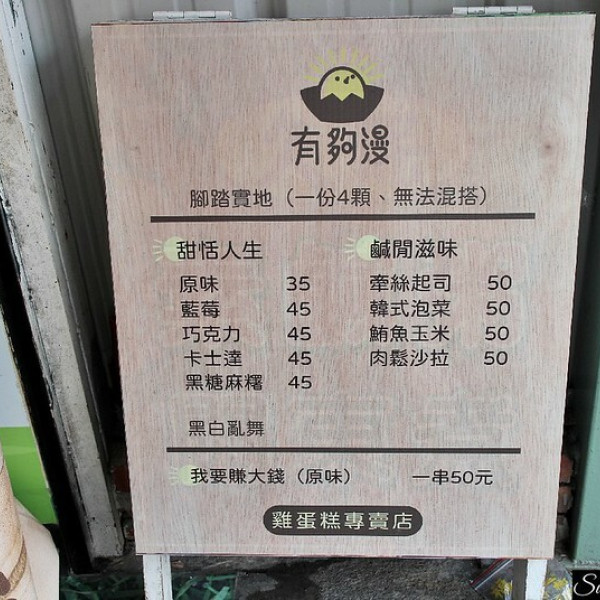 有夠漫
腳踏實地（一份4顆、無法混搭）
甜恬人生
原味 35
藍莓 45
巧克力 45
卡士達 45
黑糖麻糬 45
黑白亂舞
鹹閒滋味
牽絲起司 50
韓式泡菜 50
鮪魚玉米 50
肉鬆沙拉 50
我要賺大錢（原味） 一串50元
雞蛋糕專賣店